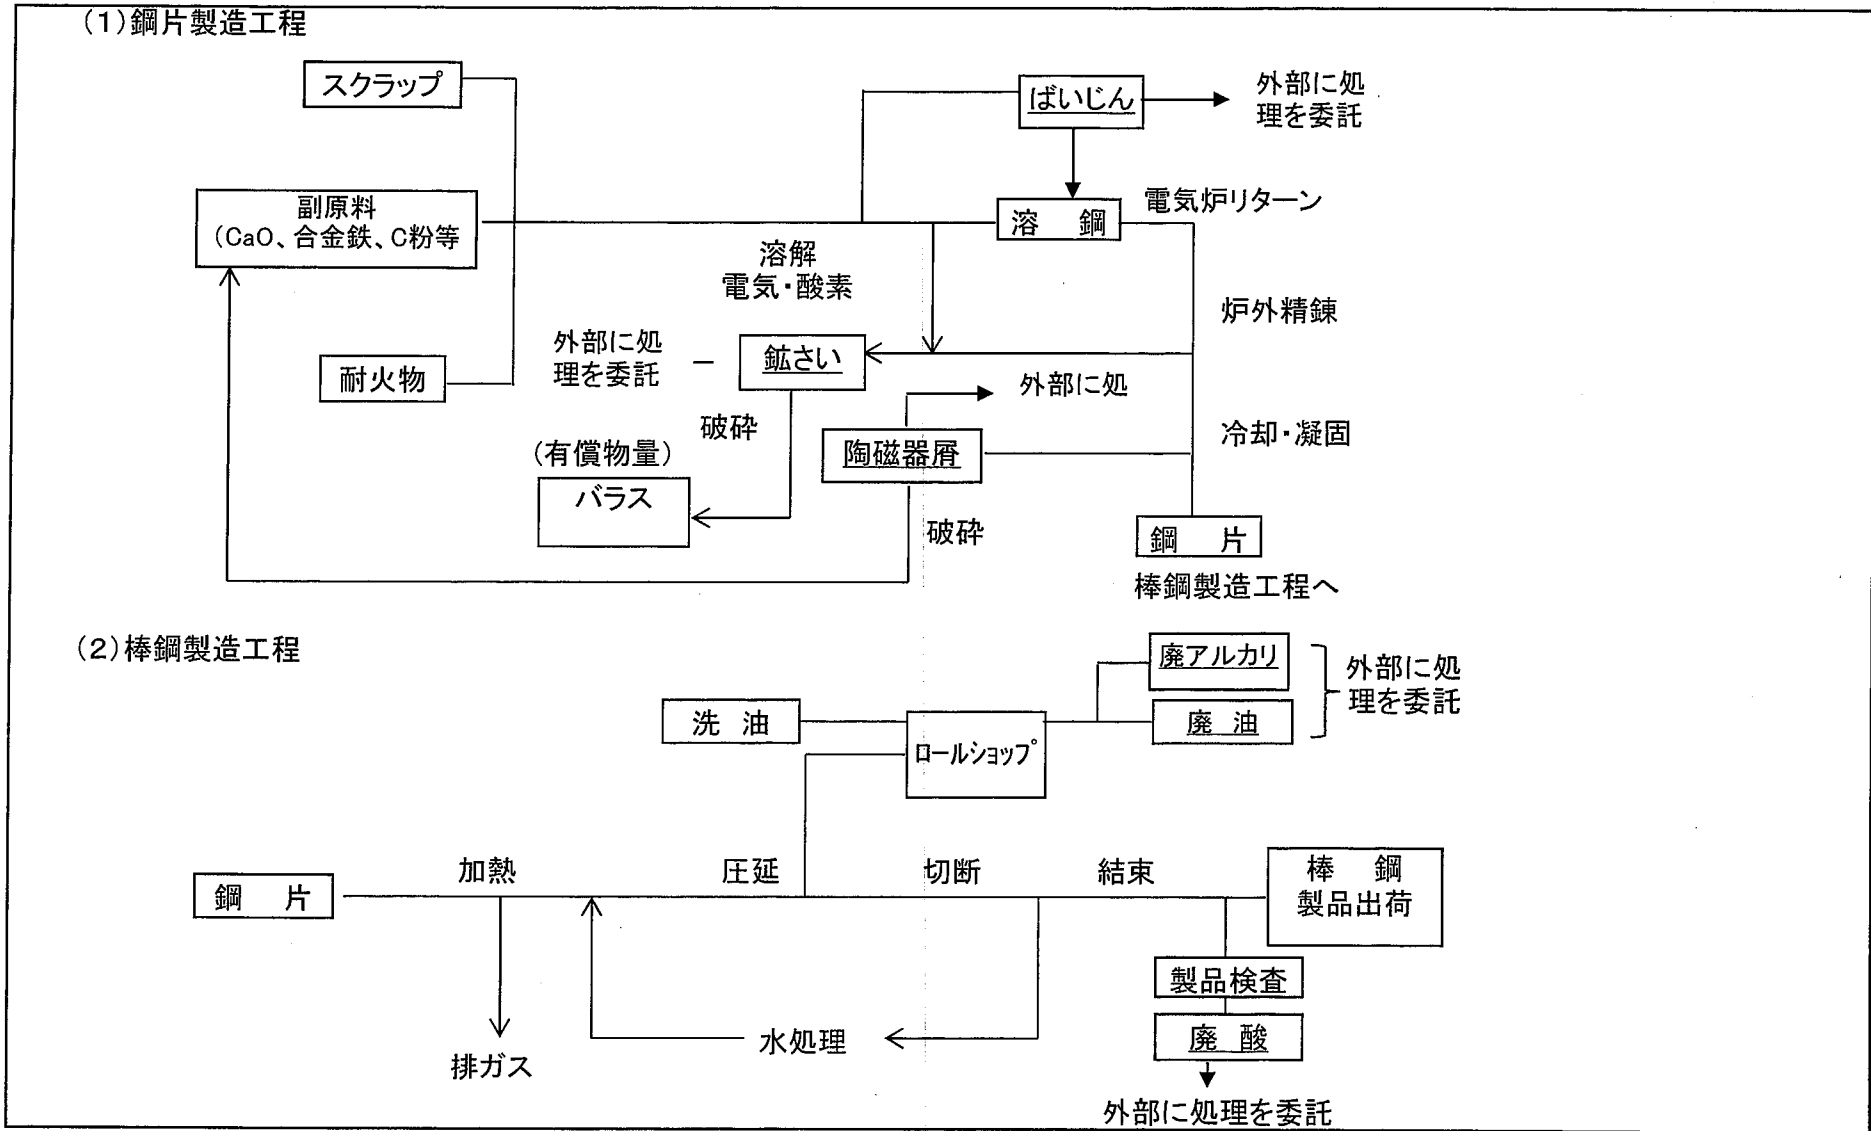 (1)鋼片製造工程
スクラップ
ばいじん
外部に処
理を委託
副原料
(CaO、合金鉄、C粉等
溶　鋼
電気炉リターン
溶解
電気・酸素
炉外精錬
外部に処
理を委託
－
鉱さい
耐火物
外部に処
破砕
冷却・凝固
陶磁器屑
(有償物量)
バラス
破砕
鋼　片
棒鋼製造工程へ
(2)棒鋼製造工程
廃アルカリ
外部に処
理を委託
洗　油
廃　油
ロールショップ
加熱
圧延
切断
結束
棒　鋼
製品出荷
鋼　片
製品検査
水処理
廃　酸
排ガス
外部に処理を委託